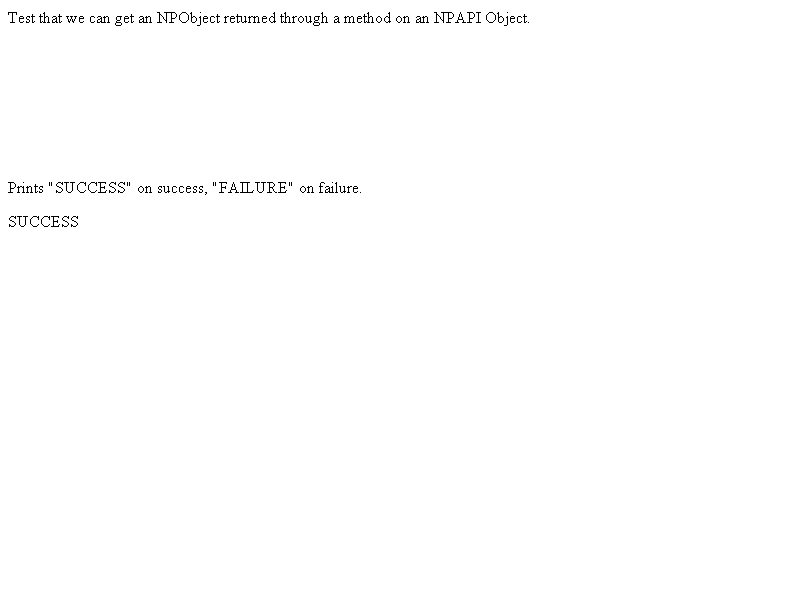 Test that we can get an NPObject returned through a method on an NPAPI Object.
Prints "SUCCESS" on success, "FAILURE" on failure.
SUCCESS